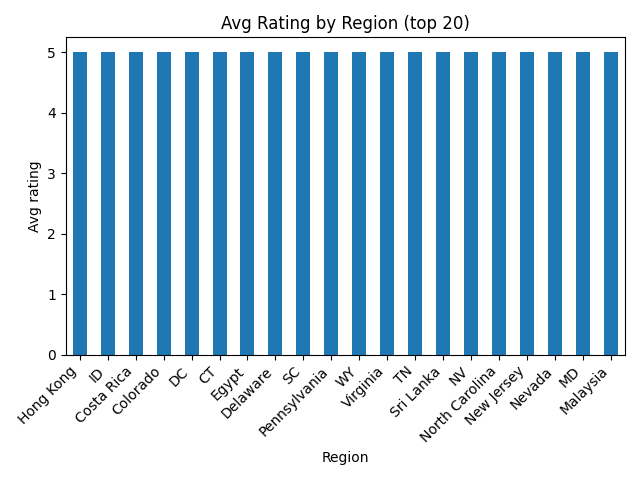 Avg Rating by Region (top 20)
5
4
3
2
1
0
Avg rating
Hong Kong
ID
Costa Rica
Colorado
DC
CT
Egypt
Delaware
SC
Pennsylvania
WY
Virginia
TN
Sri Lanka
NV
North Carolina
New Jersey
Nevada
MD
Malaysia
Region